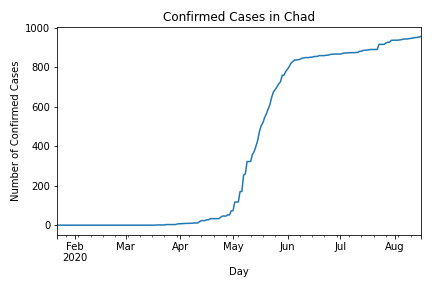 Confirmed Cases in Chad
1000
800
600
400
200
0
Number of Confirmed Cases
Feb Mar Apr May Jun Jul Aug
2020
Day